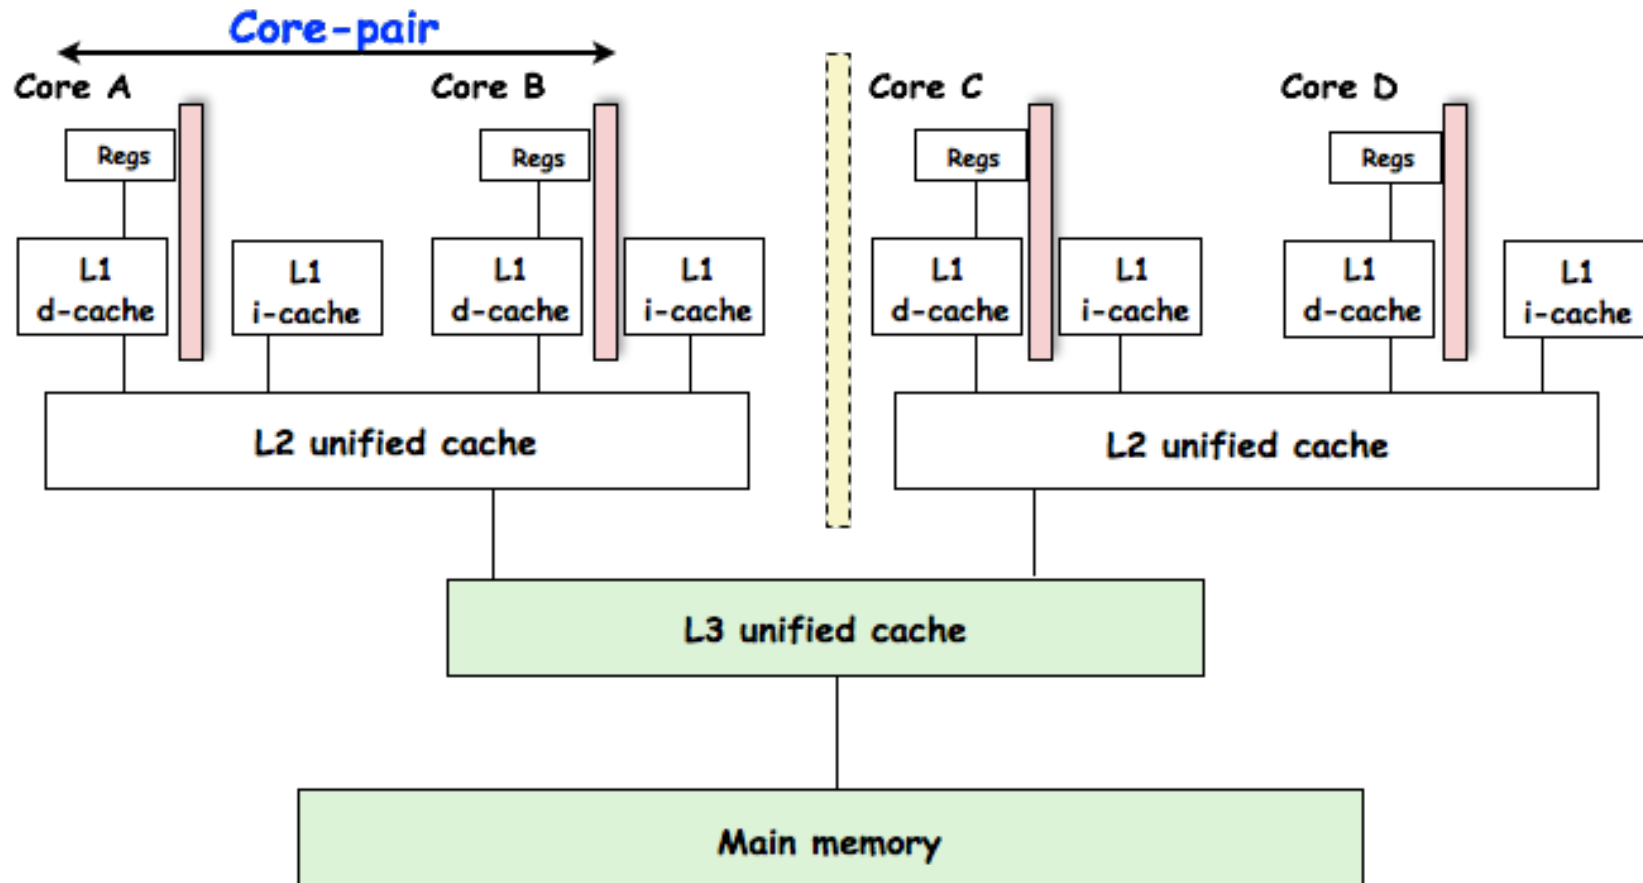 Core-pair
Core A
Core B
Core C
Core D
Regs
Regs
Regs
Regs
L1
d-cache
L1
i-cache
L1
d-cache
L1
i-cache
L1
d-cache
L1
i-cache
L1
d-cache
L1
i-cache
L2 unified cache
L2 unified cache
L3 unified cache
Main memory